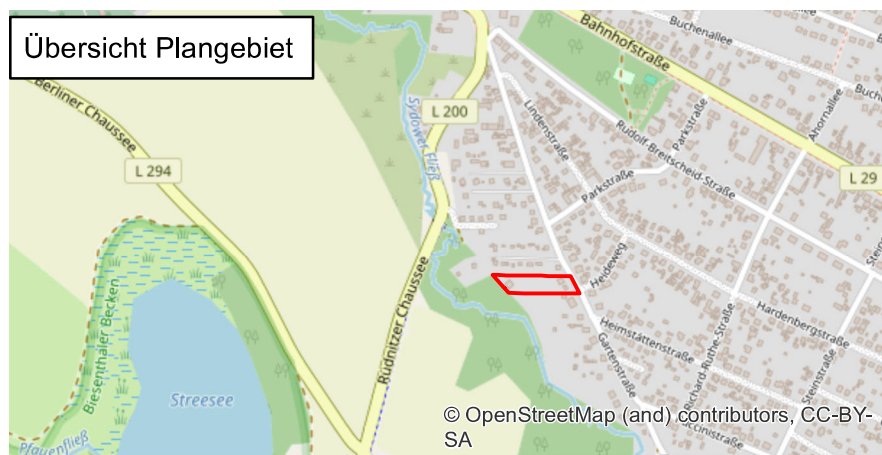 Übersicht Plangebiet
Berliner Chaussee
L 294
Biesenthaler Becken
Streesee
Pfauenfließ
Rüdnitzer Chaussee
Sydower Fließ
L 200
Bahnhofstraße
Buchenallee
Ahornallee
L 29
Lindenstraße
Rudolf-Breitscheid-Straße
Parkstraße
Parkstraße
Heideweg
Hardenbergstraße
Heimstättenstraße
Gartenstraße
Richard-Ruthe-Straße
Steinstraße
© OpenStreetMap (and) contributors, CC-BY-
SA